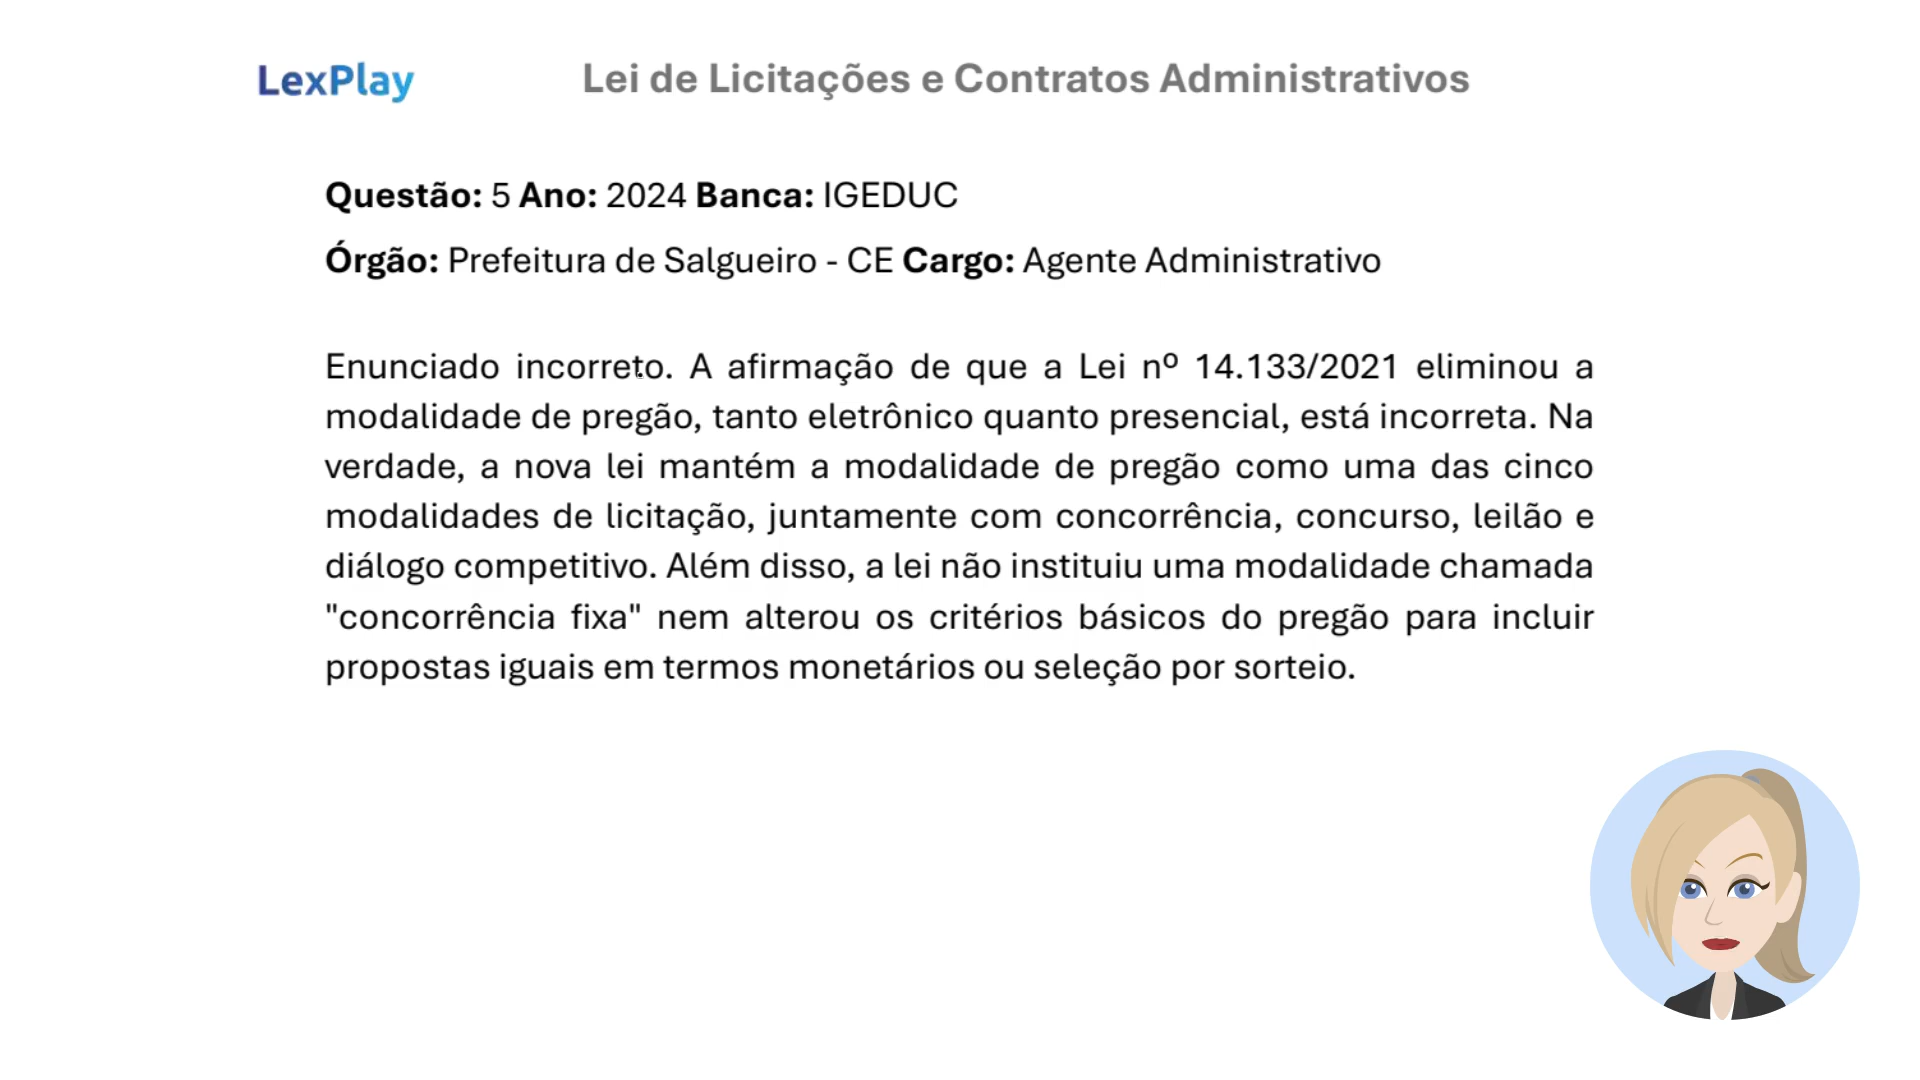 LexPlay
Lei de Licitações e Contratos Administrativos
Questão: 5 Ano: 2024 Banca: IGEDUC
Órgão: Prefeitura de Salgueiro - CE Cargo: Agente Administrativo
Enunciado incorreto. A afirmação de que a Lei nº 14.133/2021 eliminou a
modalidade de pregão, tanto eletrônico quanto presencial, está incorreta. Na
verdade, a nova lei mantém a modalidade de pregão como uma das cinco
modalidades de licitação, juntamente com concorrência, concurso, leilão e
diálogo competitivo. Além disso, a lei não instituiu uma modalidade chamada
"concorrência fixa" nem alterou os critérios básicos do pregão para incluir
propostas iguais em termos monetários ou seleção por sorteio.